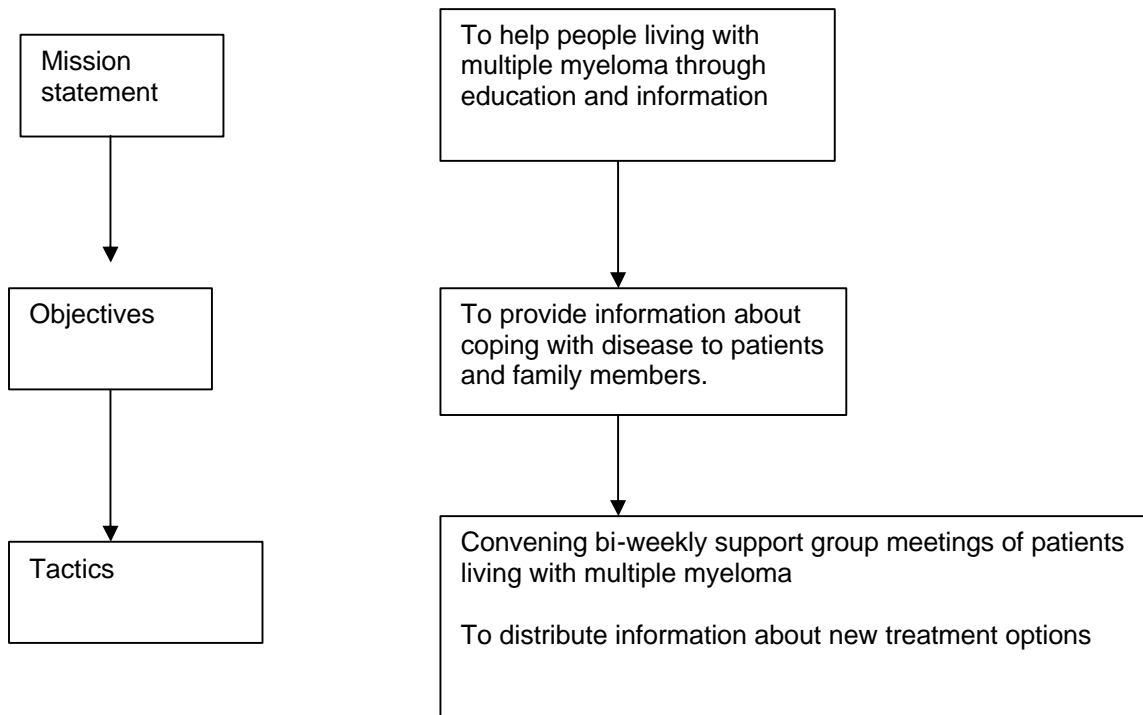 Mission
statement
To help people living with
multiple myeloma through
education and information
Objectives
To provide information about
coping with disease to patients
and family members.
Tactics
Convening bi-weekly support group meetings of patients
living with multiple myeloma
To distribute information about new treatment options